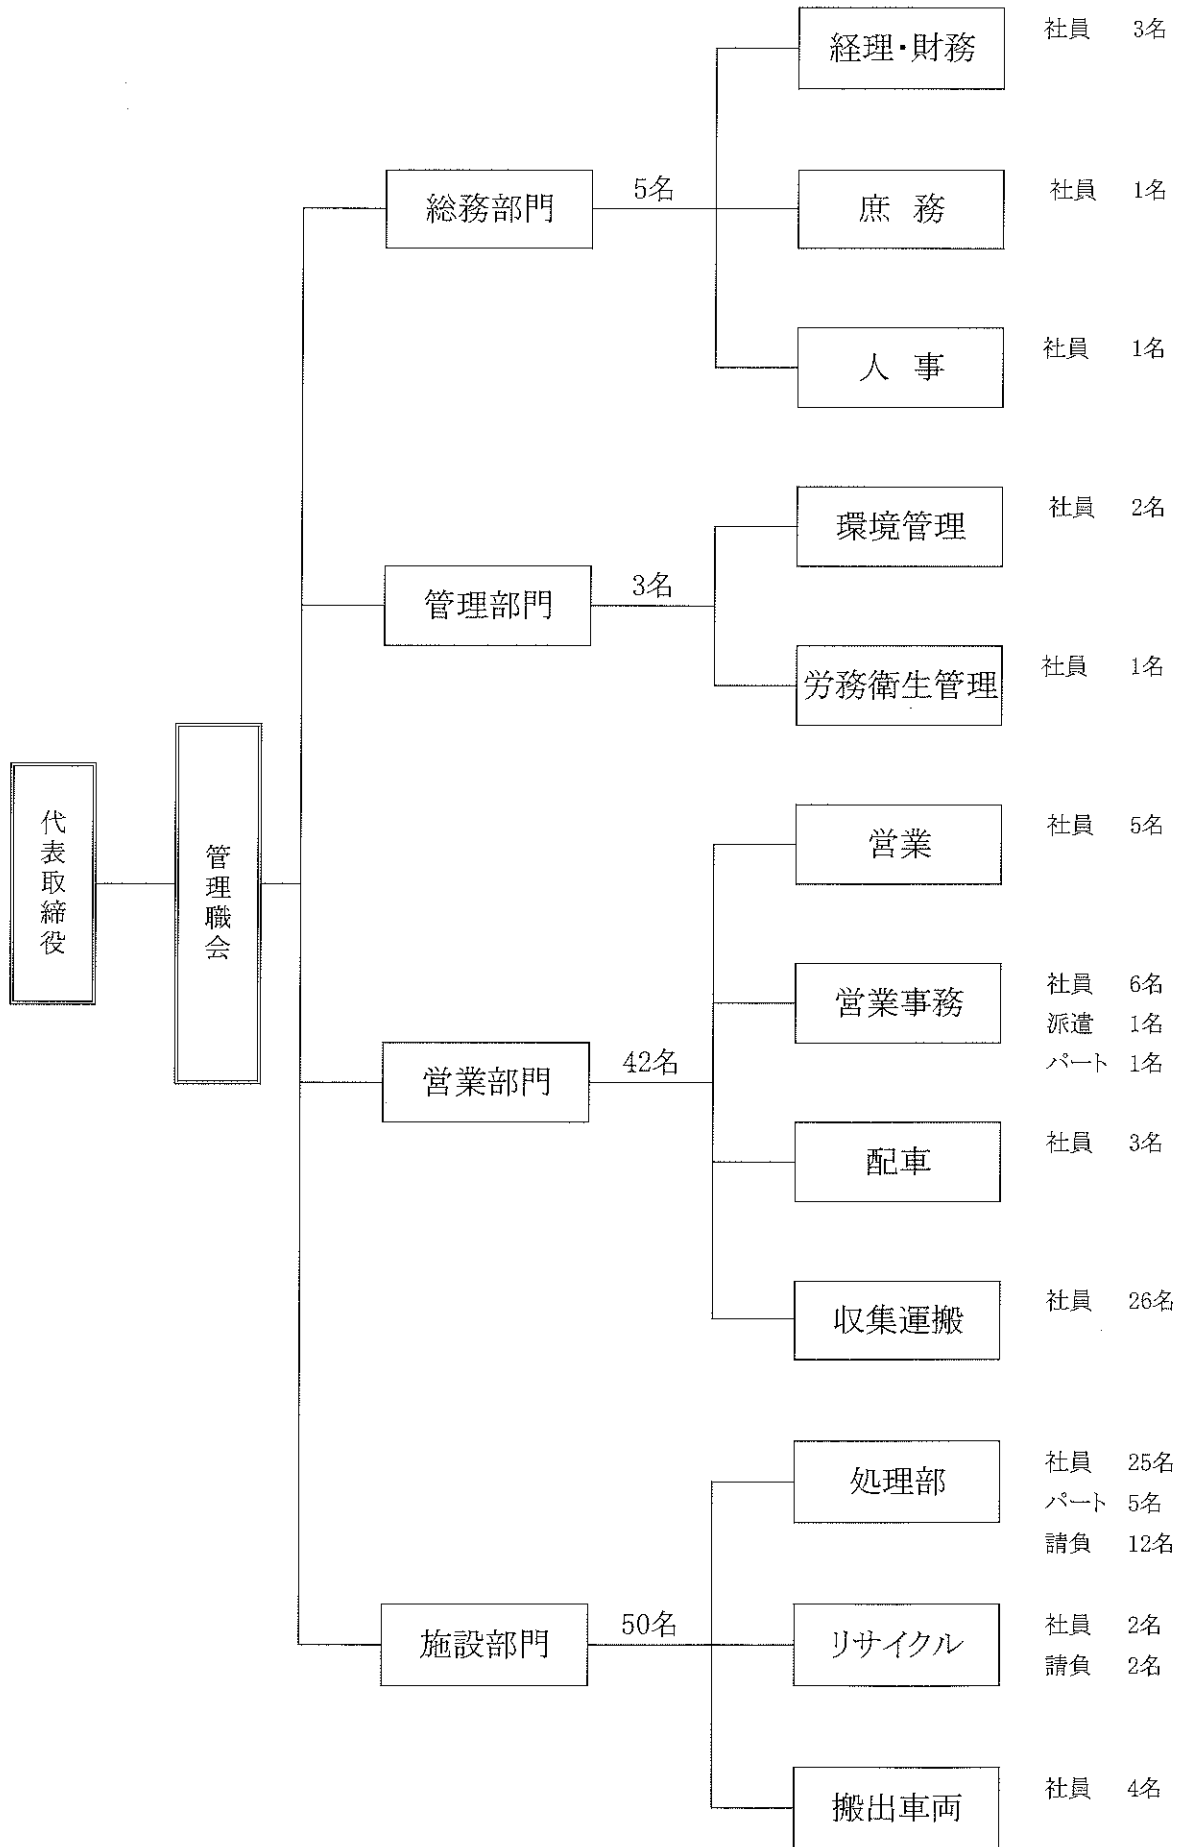 代表取締役
管理職会
総務部門 5名
経理・財務 社員 3名
庶 務 社員 1名
人 事 社員 1名
管理部門 3名
環境管理 社員 2名
労務衛生管理 社員 1名
営業部門 42名
営業 社員 5名
営業事務 社員 6名
派遣 1名
パート 1名
配車 社員 3名
収集運搬 社員 26名
施設部門 50名
処理部 社員 25名
パート 5名
請負 12名
リサイクル 社員 2名
請負 2名
搬出車両 社員 4名